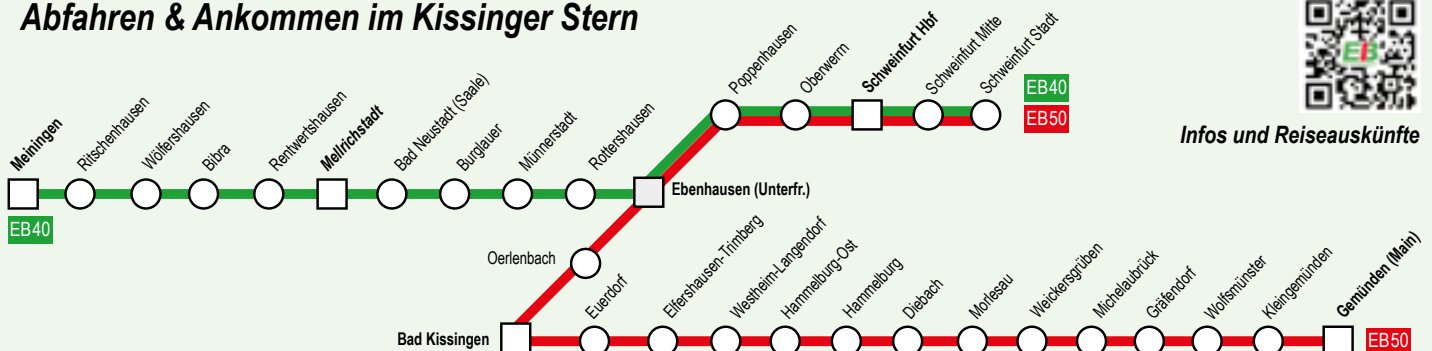 Abfahren & Ankommen im Kissinger Stern
EB
Infos und Reiseauskünfte
Poppenhausen
Oberwerrn
Schweinfurt Hbf
Schweinfurt Mitte
Schweinfurt Stadt
EB40
EB50
Meiningen
Ritschenhausen
Wölfershausen
Bibra
Rentwertshausen
Mellrichstadt
Bad Neustadt (Saale)
Burglauer
Münnerstadt
Rottershausen
Ebenhausen (Unterfr.)
EB40
Oerlenbach
Bad Kissingen
Euerdorf
Elfershausen-Trimberg
Westheim-Langendorf
Hammelburg-Ost
Hammelburg
Diebach
Morlesau
Weickersgrüben
Michelaubrück
Gräfendorf
Wolfsmünster
Kleingemünden
Gemünden (Main)
EB50